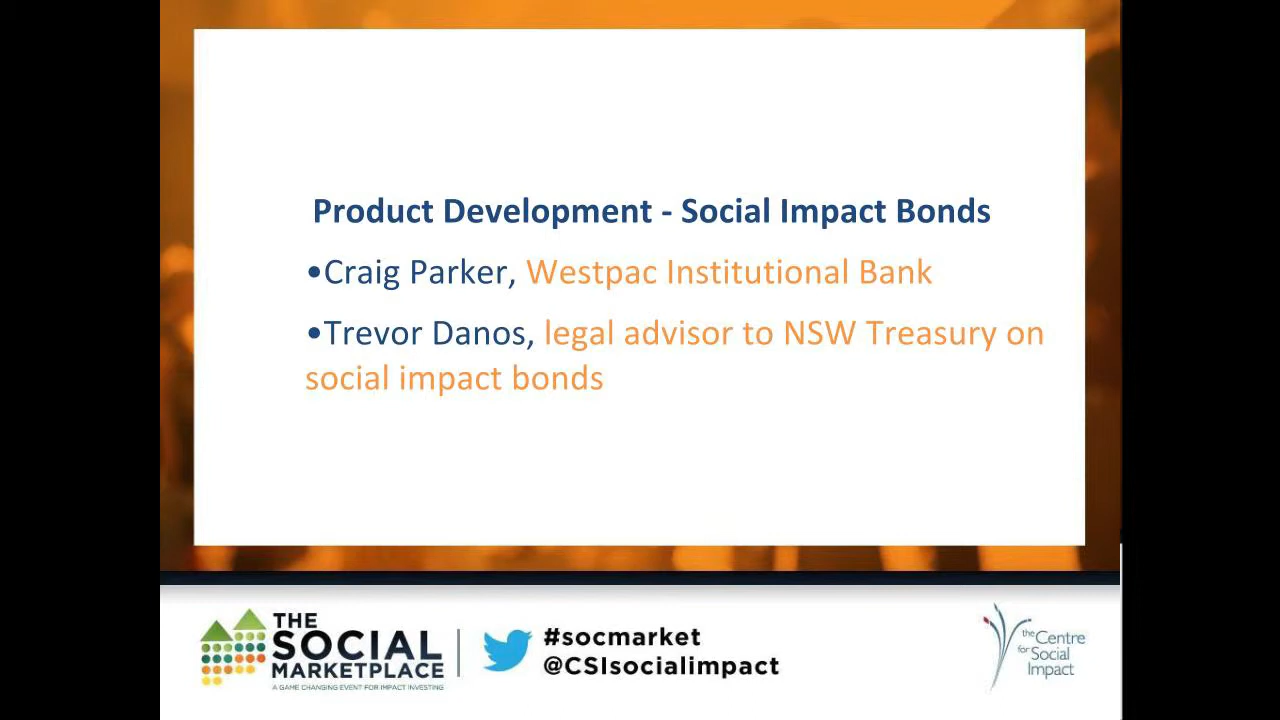 Product Development - Social Impact Bonds
•Craig Parker, Westpac Institutional Bank
•Trevor Danos, legal advisor to NSW Treasury on
social impact bonds
THE
SOCIAL
MARKETPLACE
A GAME CHANGING EVENT FOR IMPACT INVESTING
#socmarket
@CSIsocialimpact
the Centre
for Social
Impact